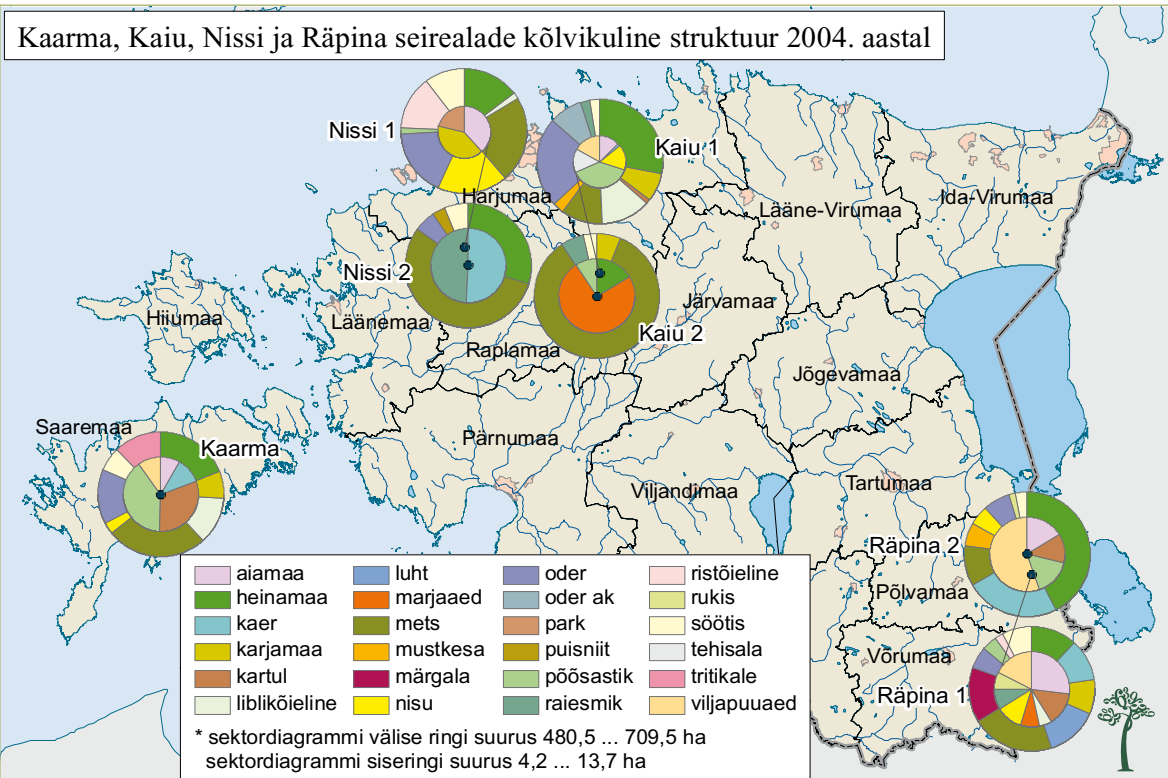 Kaarma, Kaiu, Nissi ja Räpina seirealade kõlvikuline struktuur 2004. aastal
Nissi 1
Kaiu 1
Harjumaa
Lääne-Virumaa
Ida-Virumaa
Nissi 2
Hiiumaa
Läänemaa
Järvamaa
Kaiu 2
Raplamaa
Jõgevamaa
Saaremaa
Kaarma
Pärnumaa
Viljandimaa
Tartumaa
Räpina 2
Põlvamaa
Võrumaa
Räpina 1
aiamaa luht oder ristõieline
heinamaa marjaaed oder ak rukis
kaer mets park söötis
karjamaa mustkesa puisniit tehisala
kartul märgala põõsastik tritikale
liblikõieline nisu raiesmik viljapuuaed
* sektordiagrammi välise ringi suurus 480,5 ... 709,5 ha
sektordiagrammi siseringi suurus 4,2 ... 13,7 ha